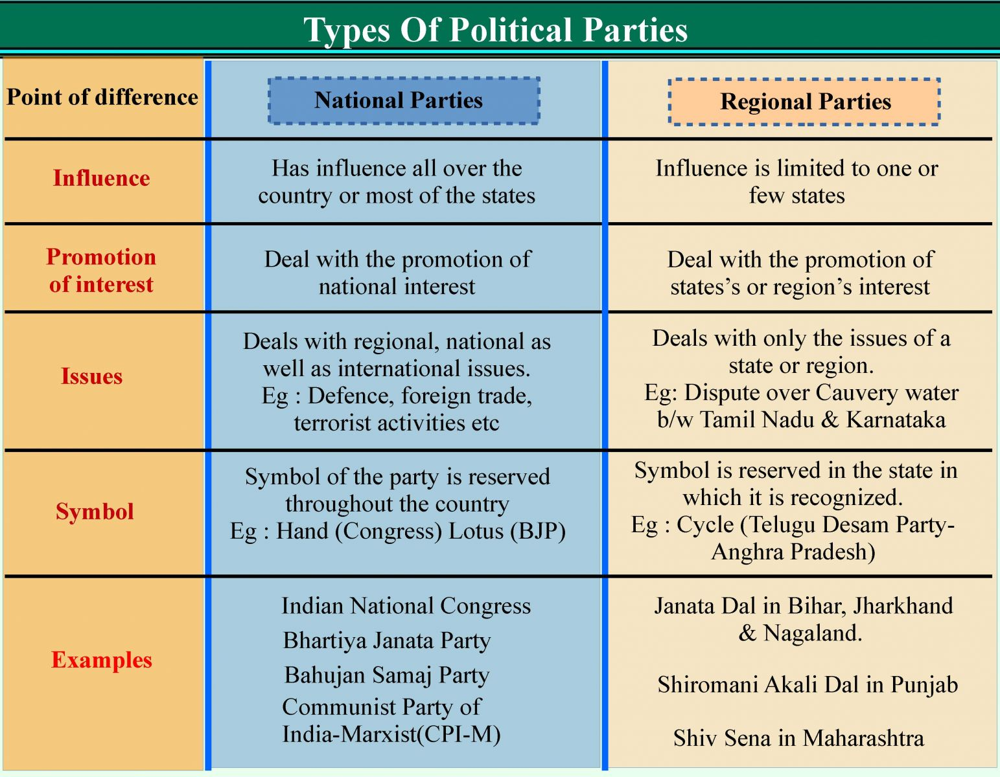 Types Of Political Parties
Point of difference
National Parties
Regional Parties
Influence
Has influence all over the
country or most of the states
Influence is limited to one or
few states
Promotion
of interest
Deal with the promotion of
national interest
Deal with the promotion of
states’s or region’s interest
Issues
Deals with regional, national as
well as international issues.
Eg : Defence, foreign trade,
terrorist activities etc
Deals with only the issues of a
state or region.
Eg: Dispute over Cauvery water
b/w Tamil Nadu & Karnataka
Symbol
Symbol of the party is reserved
throughout the country
Eg : Hand (Congress) Lotus (BJP)
Symbol is reserved in the state in
which it is recognized.
Eg : Cycle (Telugu Desam Party-
Anghra Pradesh)
Examples
Indian National Congress
Bhartiya Janata Party
Bahujan Samaj Party
Communist Party of
India-Marxist(CPI-M)
Janata Dal in Bihar, Jharkhand
& Nagaland.
Shiromani Akali Dal in Punjab
Shiv Sena in Maharashtra